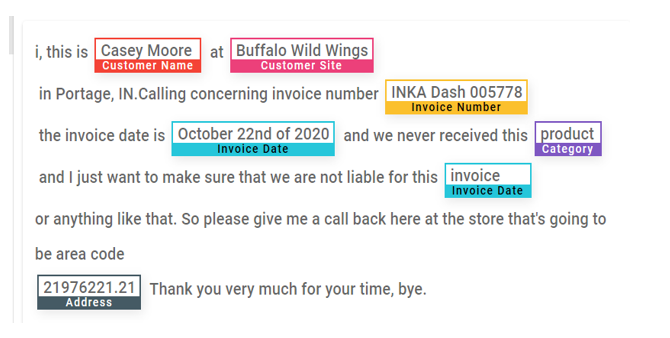 i, this is Casey Moore at Buffalo Wild Wings
Customer Name Customer Site
in Portage, IN.Calling concerning invoice number INKA Dash 005778
Invoice Number
the invoice date is October 22nd of 2020 and we never received this product
Invoice Date Category
and I just want to make sure that we are not liable for this invoice
Invoice Date
or anything like that. So please give me a call back here at the store that's going to
be area code
21976221.21 Thank you very much for your time, bye.
Address